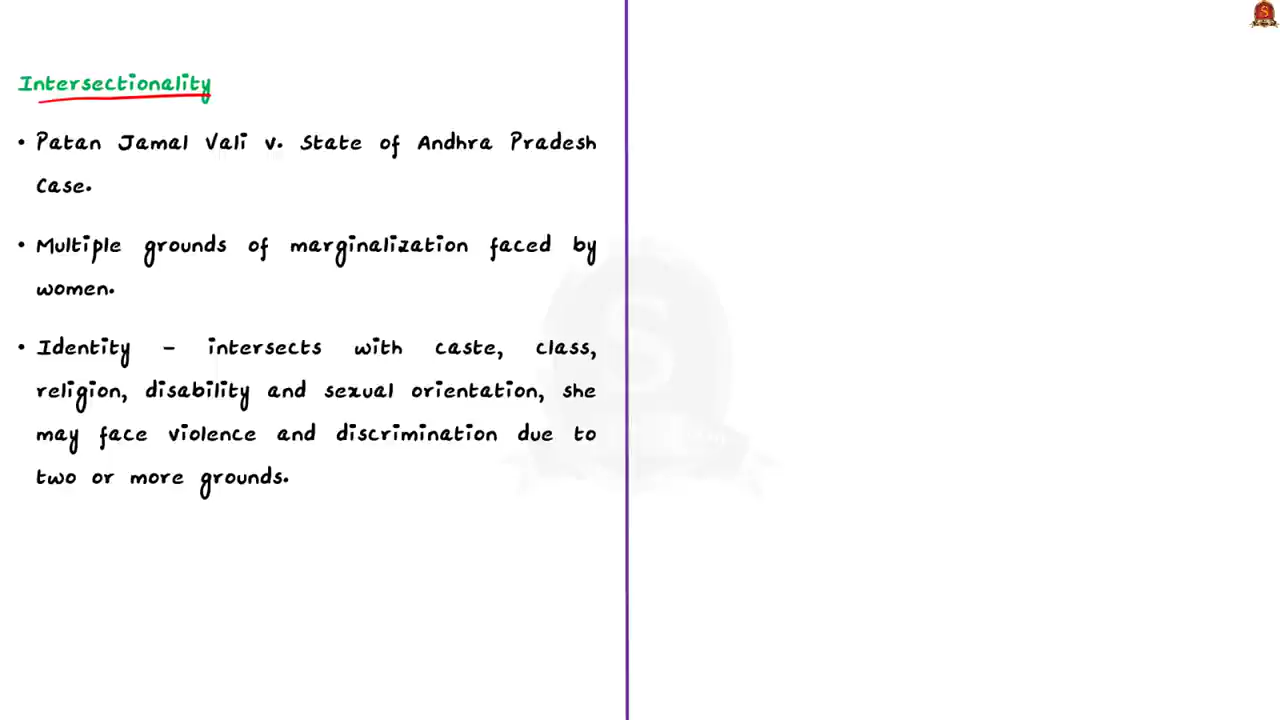 Intersectionality
• Patan Jamal Vali v. State of Andhra Pradesh
Case.
• Multiple grounds of marginalization faced by
women.
• Identity – intersects with caste, class,
religion, disability and sexual orientation, she
may face violence and discrimination due to
two or more grounds.